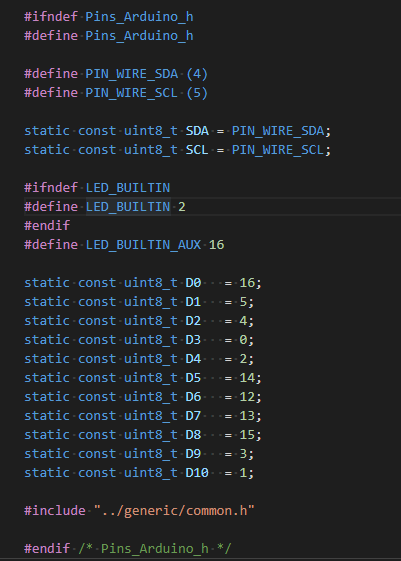 #ifndef Pins_Arduino_h
#define Pins_Arduino_h

#define PIN_WIRE_SDA (4)
#define PIN_WIRE_SCL (5)

static const uint8_t SDA = PIN_WIRE_SDA;
static const uint8_t SCL = PIN_WIRE_SCL;

#ifndef LED_BUILTIN
#define LED_BUILTIN 2
#endif
#define LED_BUILTIN_AUX 16

static const uint8_t D0   = 16;
static const uint8_t D1   = 5;
static const uint8_t D2   = 4;
static const uint8_t D3   = 0;
static const uint8_t D4   = 2;
static const uint8_t D5   = 14;
static const uint8_t D6   = 12;
static const uint8_t D7   = 13;
static const uint8_t D8   = 15;
static const uint8_t D9   = 3;
static const uint8_t D10  = 1;

#include "../generic/common.h"

#endif /* Pins_Arduino_h */